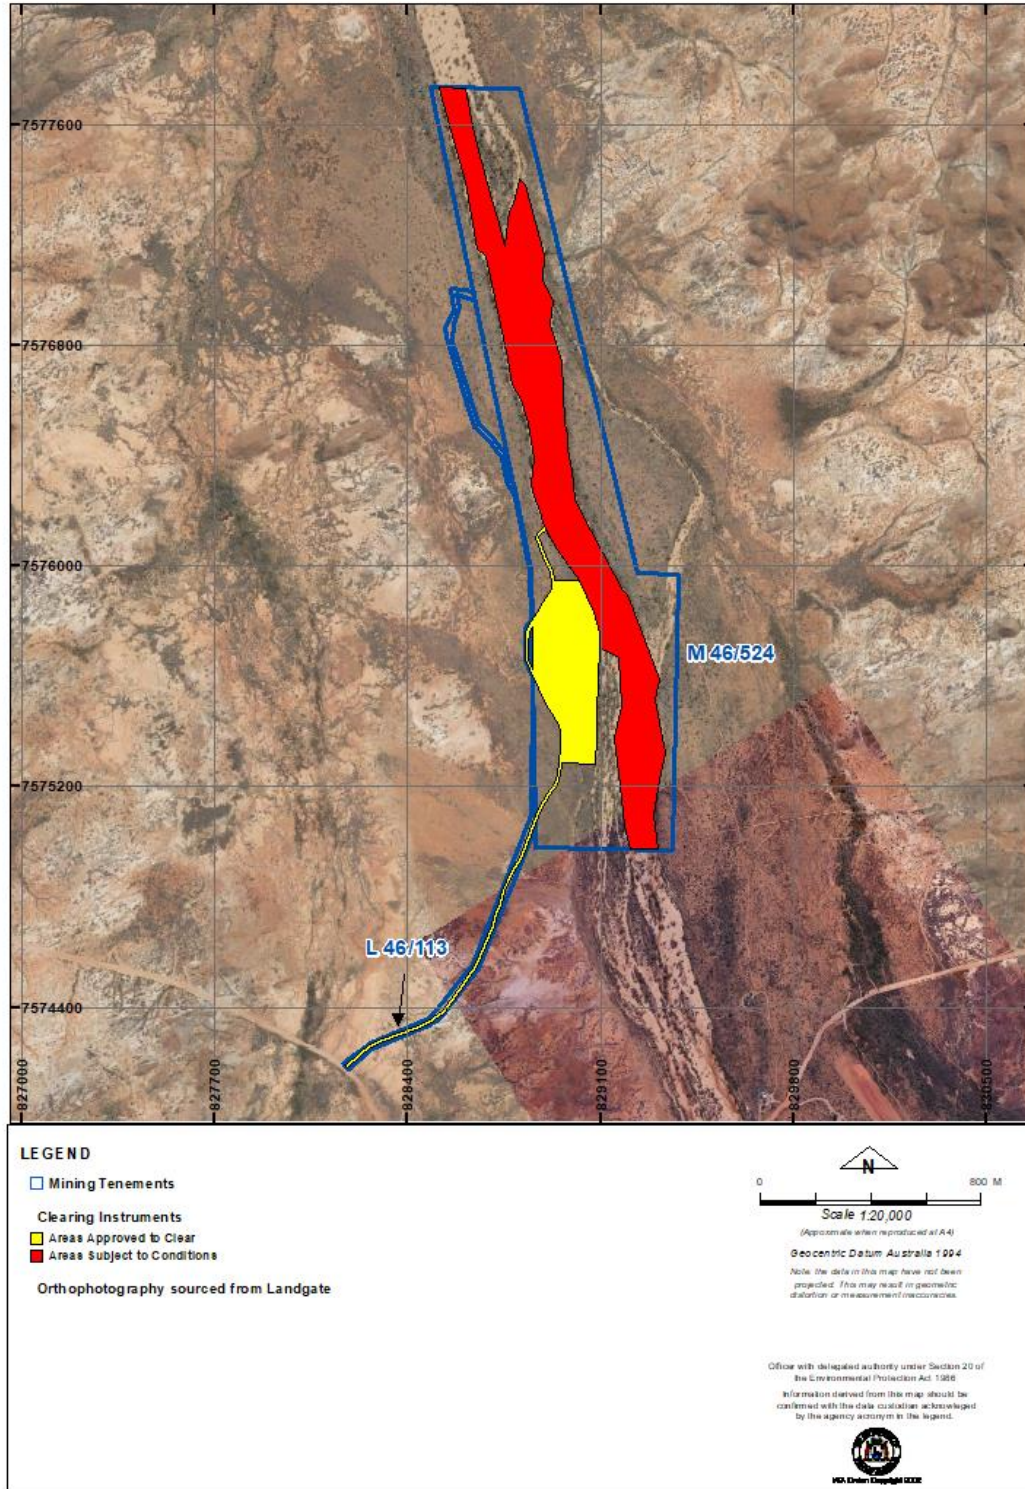 7577600
7576800
7576000
M 46/524
7575200
L 46/113
7574400
827000
827700
828400
829100
829800
830500
LEGEND
Mining Tenements
Clearing Instruments
Areas Approved to Clear
Areas Subject to Conditions
Orthophotography sourced from Landgate
N
0 800 M
Scale 1:20,000
(Approximate when reproduced at A4)
Geocentric Datum Australia 1994
Note: the data in this map have not been
projected. This may result in geometric
distortion or measurement inaccuracies.
Officer with delegated authority under Section 20 of
the Environmental Protection Act 1986
Information derived from this map should be
confirmed with the data custodian acknowleged
by the agency acronym in the legend.
WA Crown Copyright 2002